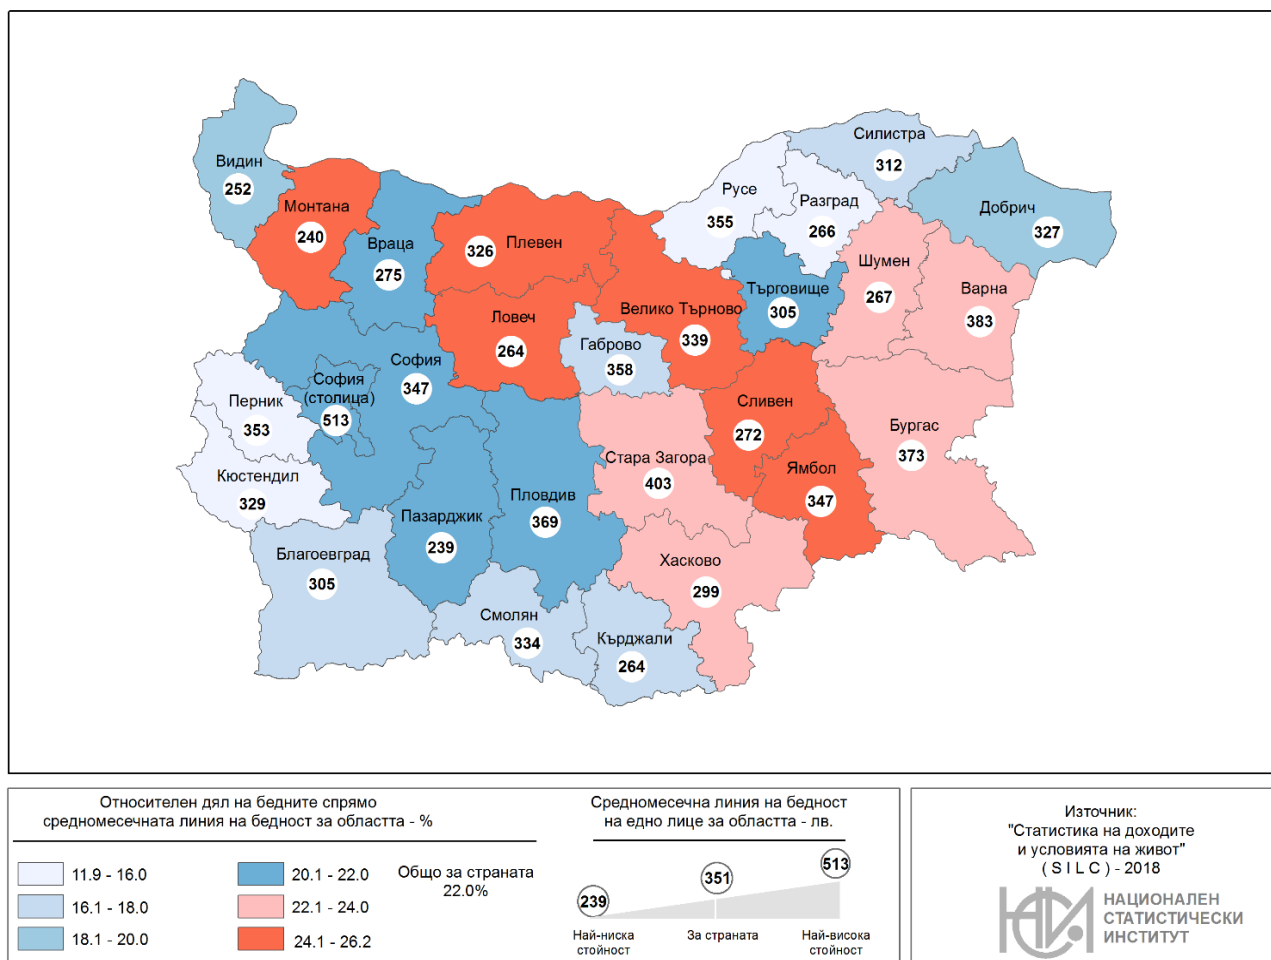 Силистра
312
Видин
252
Русе
355
Разград
266
Добрич
327
Монтана
240
Враца
275
Плевен
326
Шумен
267
Варна
383
Търговище
305
Ловеч
264
Велико Търново
339
Габрово
358
София
347
София
(столица)
513
Перник
353
Сливен
272
Бургас
373
Кюстендил
329
Стара Загора
403
Ямбол
347
Пазарджик
239
Пловдив
369
Благоевград
305
Хасково
299
Смолян
334
Кърджали
264
Относителен дял на бедните спрямо
средномесечната линия на бедност за областта - %
11.9 - 16.0
16.1 - 18.0
18.1 - 20.0
20.1 - 22.0
22.1 - 24.0
24.1 - 26.2
Общо за страната
22.0%
Средномесечна линия на бедност
на едно лице за областта - лв.
239
351
513
Най-ниска
стойност
За страната
Най-висока
стойност
Източник:
"Статистика на доходите
и условията на живот"
( S I L C ) - 2018
НСИ
НАЦИОНАЛЕН
СТАТИСТИЧЕСКИ
ИНСТИТУТ